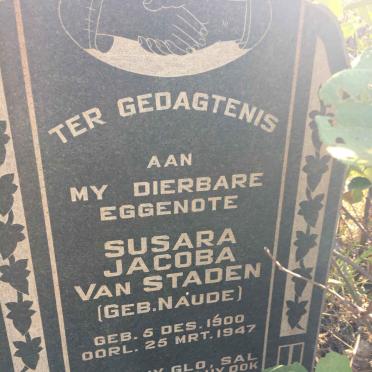 TER GEDAGTENIS
AAN
MY DIERBARE
EGGENOTE
SUSARA
JACOBA
VAN STADEN
(GEB. NAUDE)
GEB. 5 DES. 1900
OORL. 25 MRT. 1947
GLO, SAL
OOK